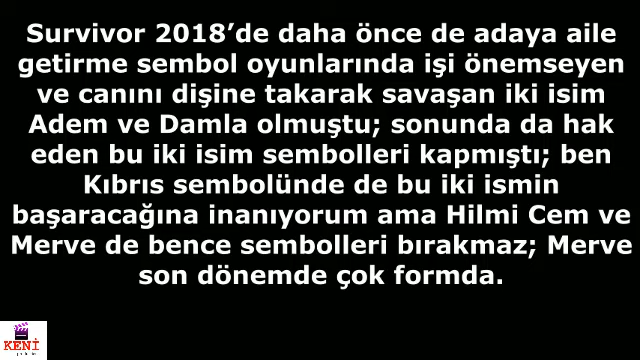 Survivor 2018’de daha önce de adaya aile
getirme sembol oyunlarında işi önemseyen
ve canını dişine takarak savaşan iki isim
Adem ve Damla olmuştu; sonunda da hak
eden bu iki isim sembolleri kapmıştı; ben
Kıbrıs sembolünde de bu iki ismin
başaracağına inanıyorum ama Hilmi Cem ve
Merve de bence sembolleri bırakmaz; Merve
son dönemde çok formda.
KENİ